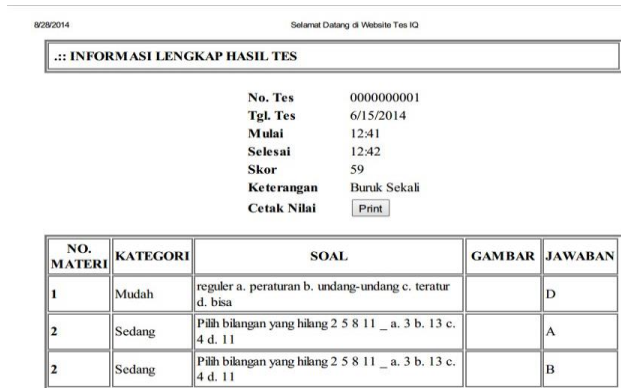 8/28/2014 Selamat Datang di Website Tes IQ
.:: INFORMASI LENGKAP HASIL TES
No. Tes 0000000001
Tgl. Tes 6/15/2014
Mulai 12:41
Selesai 12:42
Skor 59
Keterangan Buruk Sekali
Cetak Nilai Print
NO. MATERI KATEGORI SOAL GAMBAR JAWABAN
1 Mudah reguler a. peraturan b. undang-undang c. teratur D
d. bisa
2 Sedang Pilih bilangan yang hilang 2 5 8 11 _ a. 3 b. 13 c. A
4 d. 11
2 Sedang Pilih bilangan yang hilang 2 5 8 11 _ a. 3 b. 13 c. B
4 d. 11